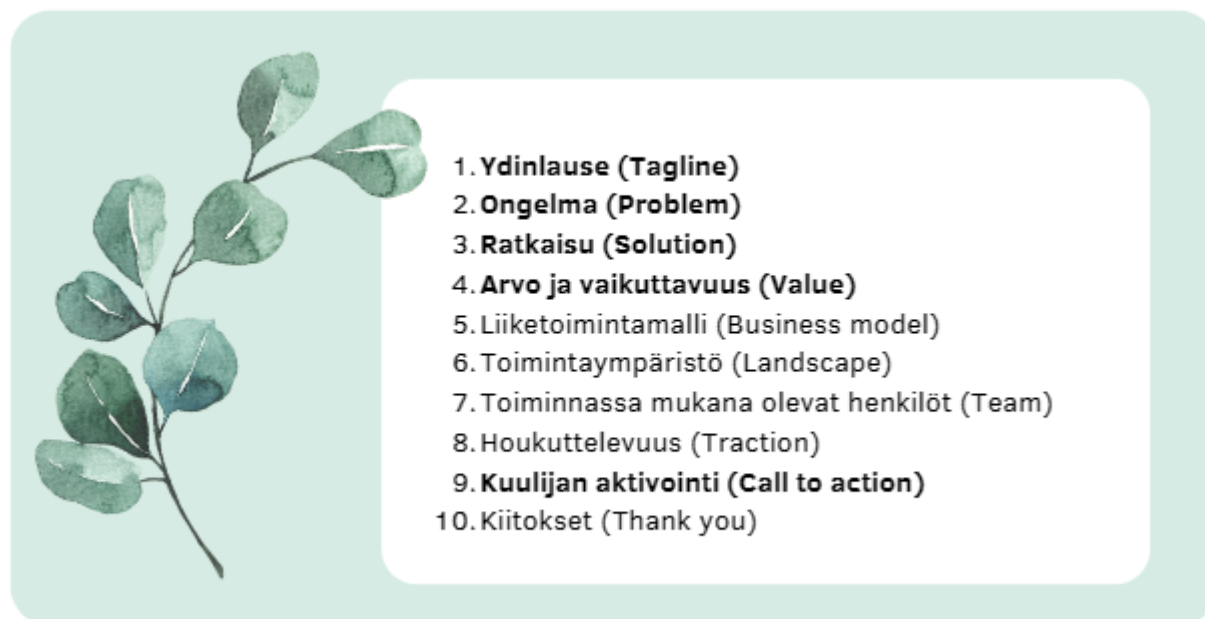 1. Ydinlause (Tagline)
2. Ongelma (Problem)
3. Ratkaisu (Solution)
4. Arvo ja vaikuttavuus (Value)
5. Liiketoimintamalli (Business model)
6. Toimintaympäristö (Landscape)
7. Toiminnassa mukana olevat henkilöt (Team)
8. Houkuttelevuus (Traction)
9. Kuulijan aktivointi (Call to action)
10. Kiitokset (Thank you)